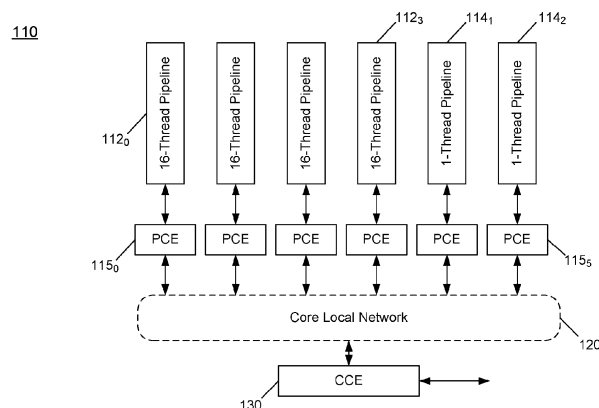 110
112₃
114₁
114₂
16-Thread Pipeline
16-Thread Pipeline
16-Thread Pipeline
16-Thread Pipeline
1-Thread Pipeline
1-Thread Pipeline
112₀
PCE
PCE
PCE
PCE
PCE
PCE
115₀
115₅
Core Local Network
120
CCE
130